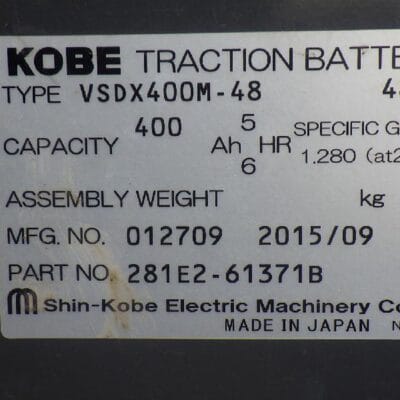 KOBE TRACTION BATTE
TYPE VSDX400M-48 4
CAPACITY 400 Ah 5 HR SPECIFIC G
6 1.280 (at2
ASSEMBLY WEIGHT kg
MFG. NO. 012709 2015/09
PART NO. 281E2-61371B
Shin-Kobe Electric Machinery Co
MADE IN JAPAN N